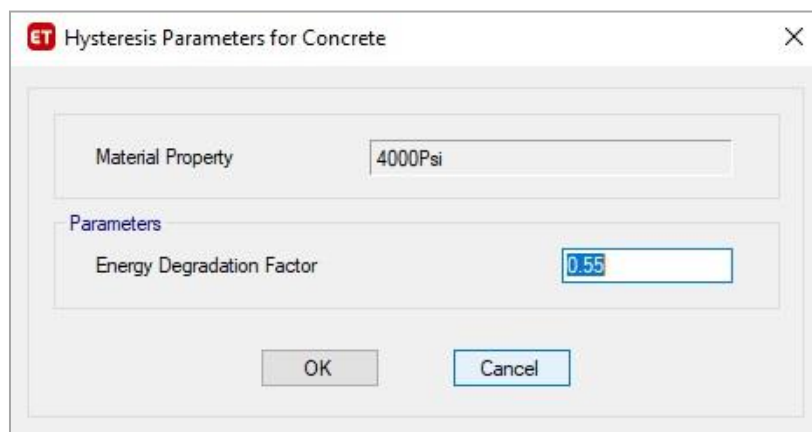 ET Hysteresis Parameters for Concrete
Material Property 4000Psi
Parameters
Energy Degradation Factor 0.55
OK Cancel